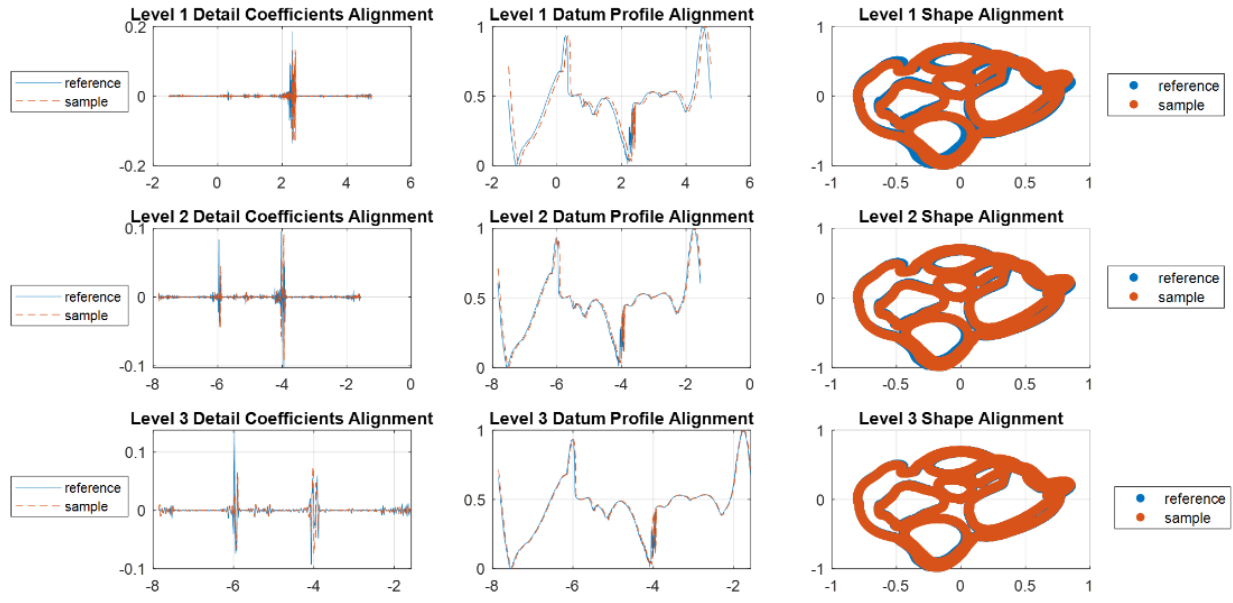 Level 1 Detail Coefficients Alignment
Level 1 Datum Profile Alignment
Level 1 Shape Alignment
reference
sample
0.2
0
-0.2
-2 0 2 4 6
1
0.5
0
-2 0 2 4 6
1
0
-1
-1 -0.5 0 0.5 1
reference
sample
Level 2 Detail Coefficients Alignment
Level 2 Datum Profile Alignment
Level 2 Shape Alignment
reference
sample
0.1
0
-0.1
-8 -6 -4 -2 0
1
0.5
0
-8 -6 -4 -2 0
1
0
-1
-1 -0.5 0 0.5 1
reference
sample
Level 3 Detail Coefficients Alignment
Level 3 Datum Profile Alignment
Level 3 Shape Alignment
reference
sample
0.1
0
-0.1
-8 -6 -4 -2
1
0.5
0
-8 -6 -4 -2
1
0
-1
-1 -0.5 0 0.5 1
reference
sample